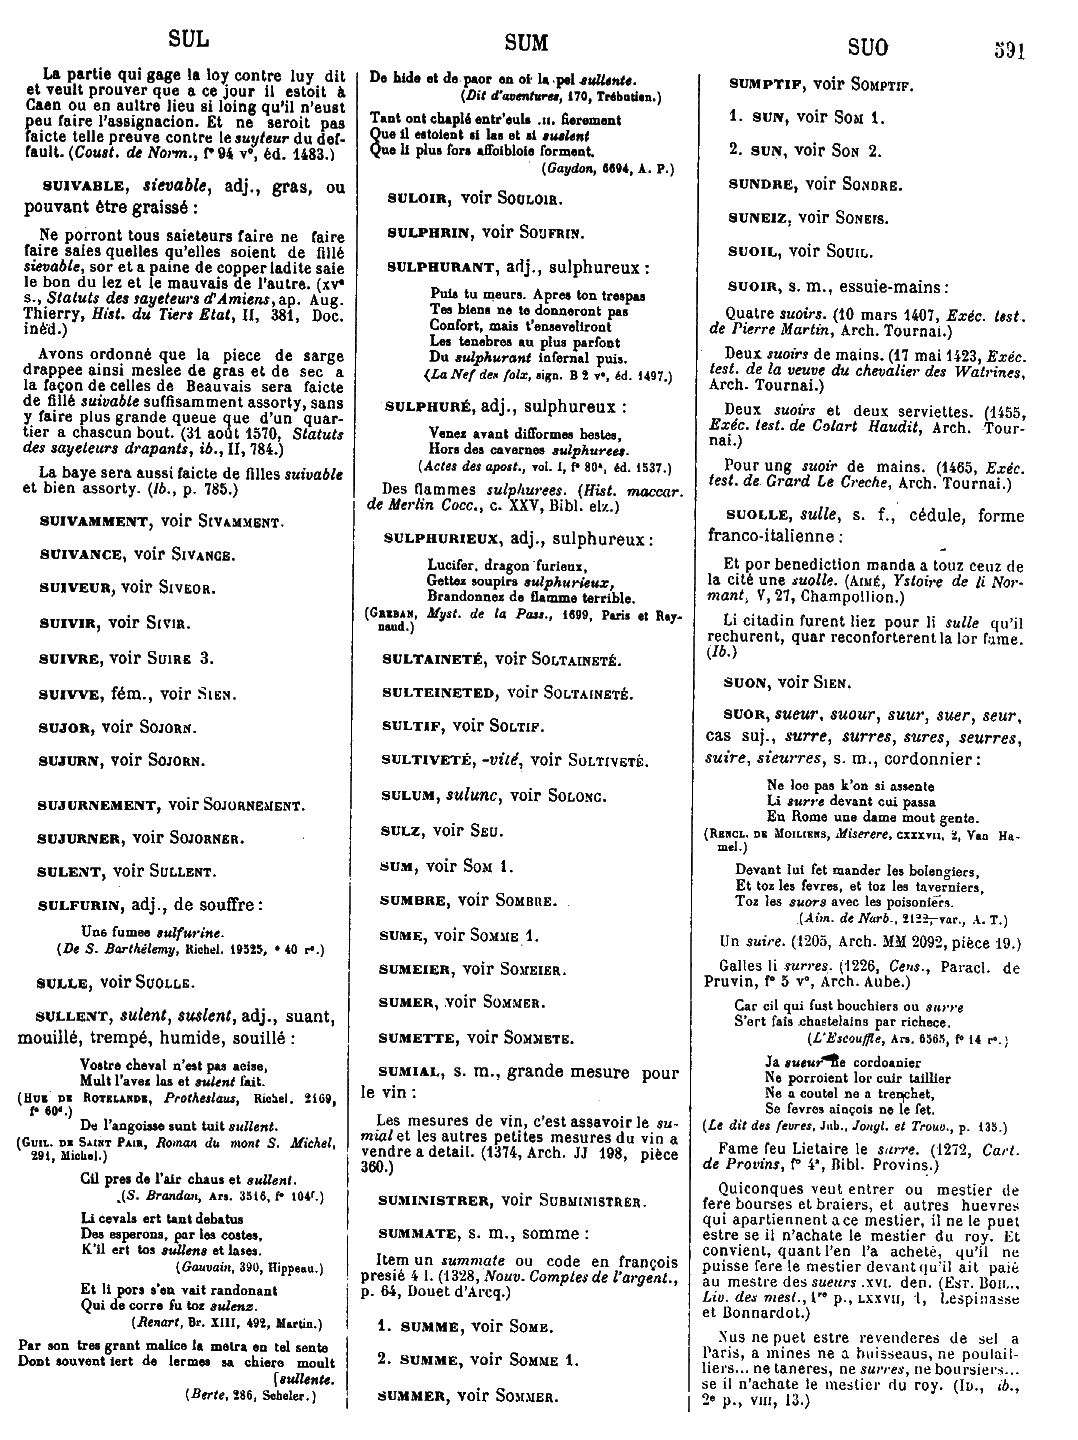 SUL
SUM
SUO
591
La partie qui gage la loy contre luy dit
et veult prouver que a ce jour il estoit à
Caen ou en aultre lieu si loing qu'il n'eust
peu faire l'assignacion. Et ne seroit pas
faicte telle preuve contre le suyteur du def-
fault. (Coust. de Norm., f° 94 v°, éd. 1483.)
SUIVABLE, sievable, adj., gras, ou
pouvant être graissé :
Ne porront tous saieteurs faire ne faire
faire saies quelles qu'elles soient de fillé
sievable, sor et a paine de copper ladite saie
le bon du lez et le mauvais de l'autre. (xv°
s., Statuts des sayeteurs d'Amiens, ap. Aug.
Thierry, Hist. du Tiers Etat, II, 381, Doc.
inéd.)
Avons ordonné que la piece de sarge
drappee ainsi meslee de gras et de sec a
la façon de celles de Beauvais sera faicte
de fillé suivable suffisamment assorty, sans
y faire plus grande queue que d'un quar-
tier a chascun bout. (31 août 1570, Statuts
des sayeteurs drapants, ib., II, 784.)
La baye sera aussi faicte de filles suivable
et bien assorty. (Ib., p. 785.)
SUIVAMMENT, voir SIVAMMENT.
SUIVANCE, voir SIVANCE.
SUIVEUR, voir SIVEOR.
SUIVIR, voir SIVIR.
SUIVRE, voir SUIRE 3.
SUIVVE, fém., voir SIEN.
SUJOR, voir SOJORN.
SUJURN, voir SOJORN.
SUJURNEMENT, voir SOJORNEMENT.
SUJURNER, voir SOJORNER.
SULENT, voir SULLENT.
SULFURIN, adj., de souffre :
Une fumee sulfurine.
(De S. Barthélemy, Richel. 19525, ° 40 r°.)
SULLE, voir SUOLLE.
SULLENT, sulent, suslent, adj., suant,
mouillé, trempé, humide, souillé :
Vostre cheval n'est pas aeise,
Mult l'avez las et sulent fait.
(HUE DE ROTELANDE, Protheslaus, Richel. 2169,
f° 60d.)
De l'angoisse sunt tuit sullent.
(GUIL. DE SAINT PAIR, Roman du mont S. Michel,
291, Michel.)
Cil pres de l'air chaus et sullent.
(S. Brandan, Ars. 3516, f° 104f.)
Li cevals ert tant debatus
Des esperons, par les costes,
K'il ert tos sullens et lases.
(Gauvain, 390, Hippeau.)
Et li pors s'en vait randonant
Qui de corre fu toz sulenz.
(Renart, Br. XIII, 492, Martin.)
Par son tres grant malice la metra en tel sente
Dont souvent iert de lermes sa chiere moult
[sullente.
(Berte, 286, Scheler.)
De hide et de paor en ot la pel sullente.
(Dit d'aventures, 170, Trébutien.)
Tant ont chaplé entr'euls .II. fierement
Que il estoient si las et si suslent
Que li plus fors affoibloie forment.
(Gaydon, 6694, A. P.)
SULOIR, voir SOULOIR.
SULPHRIN, voir SOUFRIN.
SULPHURANT, adj., sulphureux :
Puis tu meurs. Apres ton trespas
Tes biens ne te donneront pas
Confort, mais t'enseveliront
Les tenebres au plus parfont
Du sulphurant infernal puis.
(La Nef des folx, sign. B 2 v°, éd. 1497.)
SULPHURÉ, adj., sulphureux :
Venez avant difformes bestes,
Hors des cavernes sulphurees.
(Actes des apost., vol. I, f° 80ª, éd. 1537.)
Des flammes sulphurees. (Hist. maccar.
de Merlin Cocc., c. XXV, Bibl. elz.)
SULPHURIEUX, adj., sulphureux :
Lucifer, dragon furieux,
Gettez soupirs sulphurieux,
Brandonnez de flamme terrible.
(GREBAN, Myst. de la Pass., 1699, Paris et Ray-
naud.)
SULTAINETÉ, voir SOLTAINETÉ.
SULTEINETED, voir SOLTAINETÉ.
SULTIF, voir SOLTIF.
SULTIVETÉ, -vité, voir SOLTIVETÉ.
SULUM, sulunc, voir SOLONC.
SULZ, voir SEU.
SUM, voir SOM 1.
SUMBRE, voir SOMBRE.
SUME, voir SOMME 1.
SUMEIER, voir SOMEIER.
SUMER, voir SOMMER.
SUMETTE, voir SOMMETE.
SUMIAL, s. m., grande mesure pour
le vin :
Les mesures de vin, c'est assavoir le su-
mial et les autres petites mesures du vin a
vendre a detail. (1374, Arch. JJ 198, pièce
360.)
SUMINISTRER, voir SUBMINISTRER.
SUMMATE, s. m., somme :
Item un summate ou code en françois
presié 4 l. (1328, Nouv. Comptes de l'argent.,
p. 64, Douet d'Arcq.)
1. SUMME, voir SOME.
2. SUMME, voir SOMME 1.
SUMMER, voir SOMMER.
SUMPTIF, voir SOMPTIF.
1. SUN, voir SOM 1.
2. SUN, voir SON 2.
SUNDRE, voir SONDRE.
SUNEIZ, voir SONEIS.
SUOIL, voir SOUIL.
SUOIR, s. m., essuie-mains :
Quatre suoirs. (10 mars 1407, Exéc. test.
de Pierre Martin, Arch. Tournai.)
Deux suoirs de mains. (17 mai 1423, Exéc.
test. de la veuve du chevalier des Watrines,
Arch. Tournai.)
Deux suoirs et deux serviettes. (1455,
Exéc. test. de Colart Haudit, Arch. Tour-
nai.)
Pour ung suoir de mains. (1465, Exéc.
test. de Grard Le Creche, Arch. Tournai.)
SUOLLE, sulle, s. f., cédule, forme
franco-italienne :
Et por benediction manda a touz ceuz de
la cité une suolle. (AIMÉ, Ystoire de li Nor-
mant, V, 27, Champollion.)
Li citadin furent liez pour li sulle qu'il
rechurent, quar reconforterent la lor fame.
(Ib.)
SUON, voir SIEN.
SUOR, sueur, suour, suur, suer, seur,
cas suj., surre, surres, sures, seurres,
suire, sieurres, s. m., cordonnier :
Ne loo pas k'on si assente
Li surre devant cui passa
En Rome une dame mout gente.
(RENCL. DE MOILIENS, Miserere, CXXXVII, 2, Van Ha-
mel.)
Devant lui fet mander les bolengiers,
Et toz les fevres, et toz les taverniers,
Toz les suors avec les poisoniers.
(Aim. de Narb., 2122, var., A. T.)
Un suire. (1205, Arch. MM 2092, pièce 19.)
Galles li surres. (1226, Cens., Paracl. de
Pruvin, f° 5 v°, Arch. Aube.)
Car cil qui fust bouchiers ou surre
S'ert fais chastelains par richece.
(L'Escouffle, Ars. 6565, f° 14 r°.)
Ja sueur ne cordoanier
Ne porroient lor cuir taillier
Ne a coutel ne a trenchet,
Se fevres ainçois ne le fet.
(Le dit des fevres, Jub., Jongl. et Trouv., p. 135.)
Fame feu Lietaire le surre. (1272, Cart.
de Provins, f° 4ª, Bibl. Provins.)
Quiconques veut entrer ou mestier de
fere bourses et braiers, et autres huevres
qui apartiennent a ce mestier, il ne le puet
estre se il n'achate le mestier du roy. Et
convient, quant l'en l'a acheté, qu'il ne
puisse fere le mestier devant qu'il ait paié
au mestre des sueurs .XVI. den. (EST. BOIL.,
Liv. des mest., 1re p., LXXVII, 1, Lespinasse
et Bonnardot.)
Nus ne puet estre revenderes de sel a
Paris, a mines ne a buisseaus, ne poulail-
liers... ne taneres, ne surres, ne boursiers...
se il n'achate le mestier du roy. (ID., ib.,
2e p., VIII, 13.)